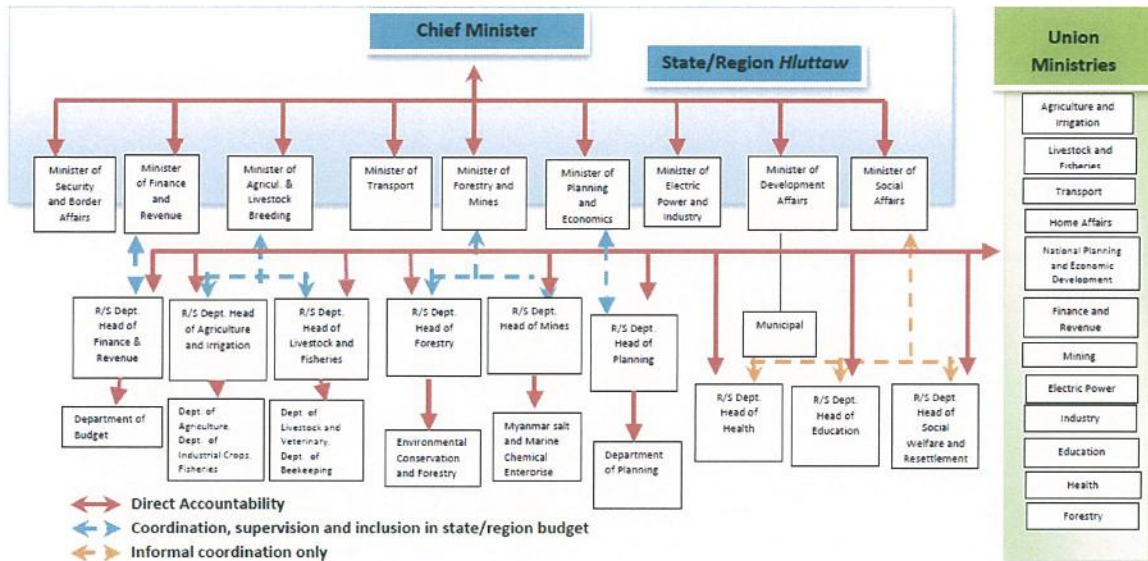 Chief Minister
State/Region Hluttaw
Union
Ministries
Minister of
Security
and Border
Affairs
Minister
of Finance
and
Revenue
Minister of
Agricul. &
Livestock
Breeding
Minister of
Transport
Minister of
Forestry and
Mines
Minister of
Planning
and
Economics
Minister of
Electric
Power and
Industry
Minister of
Development
Affairs
Minister of
Social
Affairs
R/S Dept.
Head of
Finance &
Revenue
R/S Dept. Head
of Agriculture
and Irrigation
R/S Dept.
Head of
Livestock and
Fisheries
R/S Dept.
Head of
Forestry
R/S Dept.
Head of Mines
R/S Dept.
Head of
Planning
Municipal
R/S Dept.
Head of
Health
R/S Dept.
Head of
Education
R/S Dept
Head of
Social
Welfare and
Resettlement
Department of
Budget
Dept. of
Agriculture,
Dept. of
Industrial Crops,
Fisheries
Dept. of
Livestock and
Veterinary,
Dept. of
Beekeeping
Environmental
Conservation
and Forestry
Myanmar salt
and Marine
Chemical
Enterprise
Department
of Planning
Direct Accountability
Coordination, supervision and inclusion in state/region budget
Informal coordination only
Agriculture and
Irrigation
Livestock and
Fisheries
Transport
Home Affairs
National Planning
and Economic
Development
Finance and
Revenue
Mining
Electric Power
Industry
Education
Health
Forestry